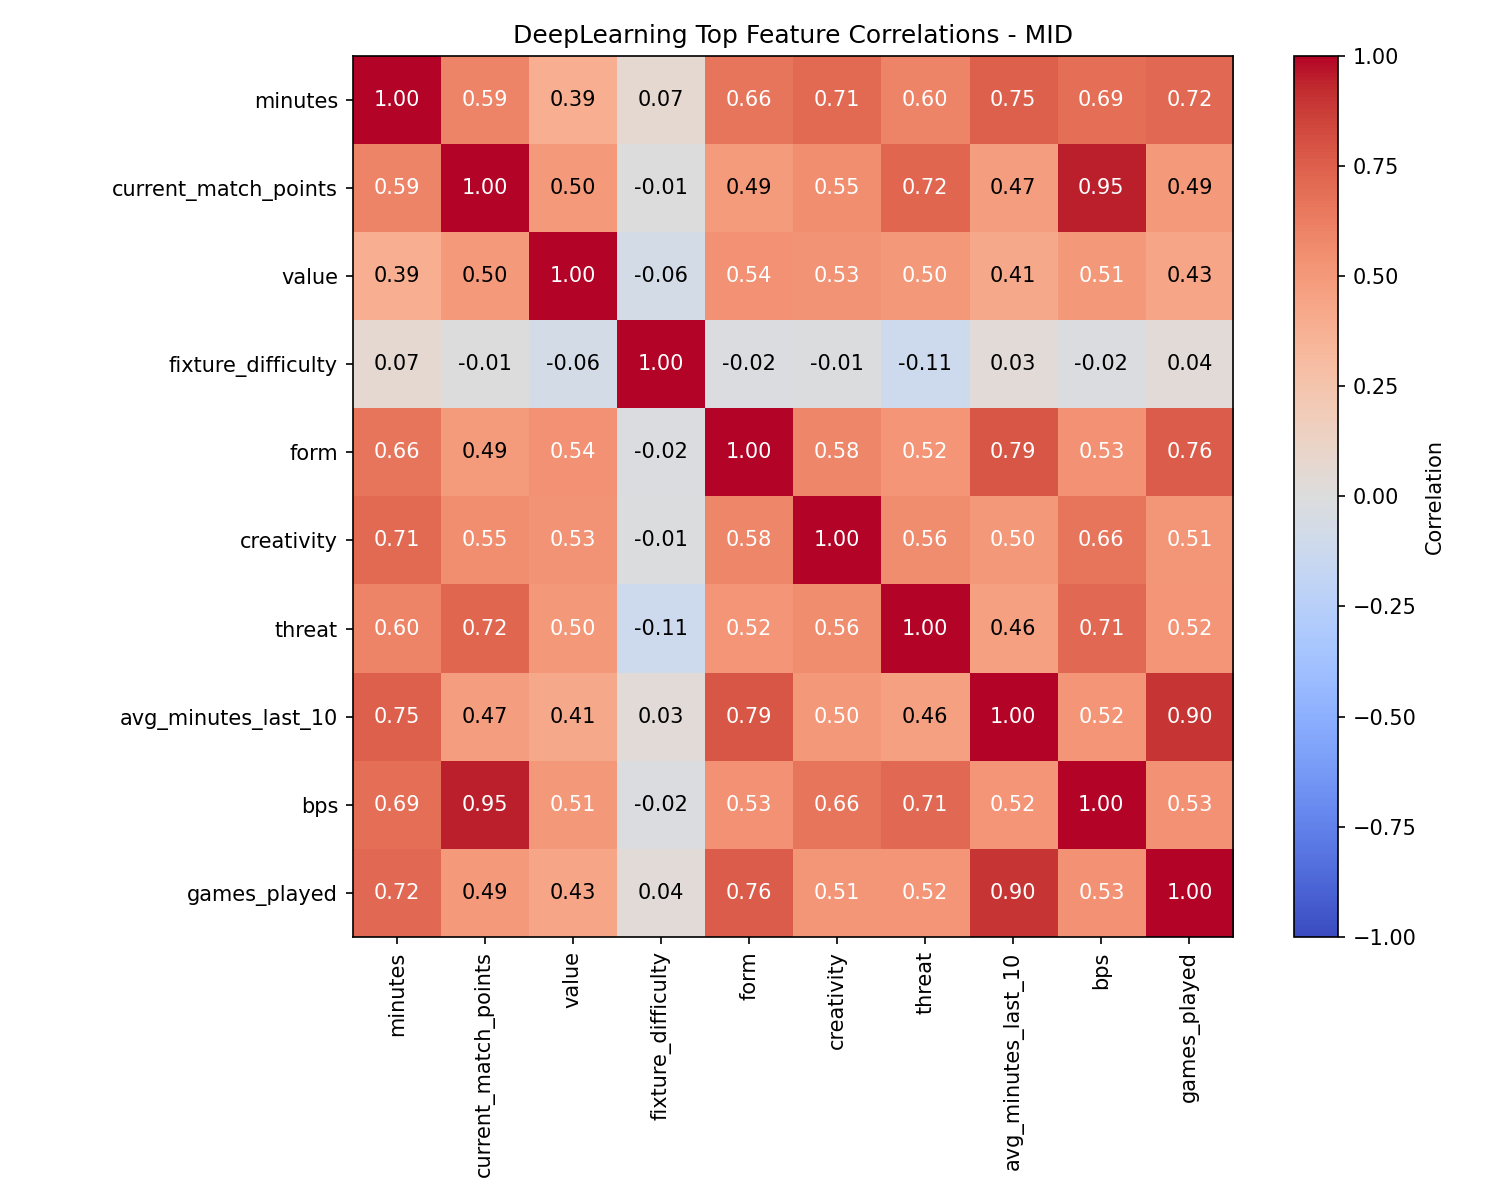 DeepLearning Top Feature Correlations - MID
minutes 1.00 0.59 0.39 0.07 0.66 0.71 0.60 0.75 0.69 0.72
current_match_points 0.59 1.00 0.50 -0.01 0.49 0.55 0.72 0.47 0.95 0.49
value 0.39 0.50 1.00 -0.06 0.54 0.53 0.50 0.41 0.51 0.43
fixture_difficulty 0.07 -0.01 -0.06 1.00 -0.02 -0.01 -0.11 0.03 -0.02 0.04
form 0.66 0.49 0.54 -0.02 1.00 0.58 0.52 0.79 0.53 0.76
creativity 0.71 0.55 0.53 -0.01 0.58 1.00 0.56 0.50 0.66 0.51
threat 0.60 0.72 0.50 -0.11 0.52 0.56 1.00 0.46 0.71 0.52
avg_minutes_last_10 0.75 0.47 0.41 0.03 0.79 0.50 0.46 1.00 0.52 0.90
bps 0.69 0.95 0.51 -0.02 0.53 0.66 0.71 0.52 1.00 0.53
games_played 0.72 0.49 0.43 0.04 0.76 0.51 0.52 0.90 0.53 1.00
minutes
current_match_points
value
fixture_difficulty
form
creativity
threat
avg_minutes_last_10
bps
games_played
1.00
0.75
0.50
0.25
0.00
−0.25
−0.50
−0.75
−1.00
Correlation